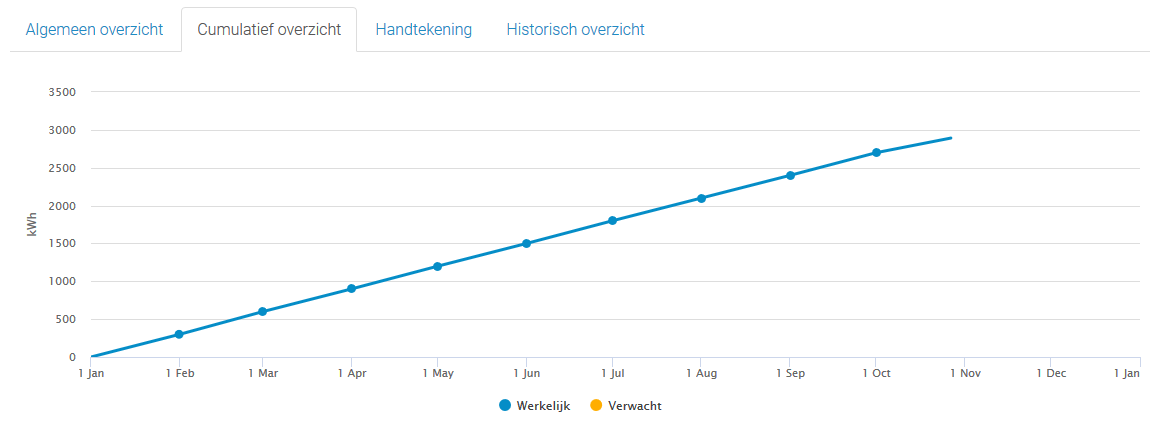 Algemeen overzicht Cumulatief overzicht Handtekening Historisch overzicht
3500
3000
2500
2000
1500
1000
500
0
kWh
1 Jan 1 Feb 1 Mar 1 Apr 1 May 1 Jun 1 Jul 1 Aug 1 Sep 1 Oct 1 Nov 1 Dec 1 Jan
Werkelijk Verwacht